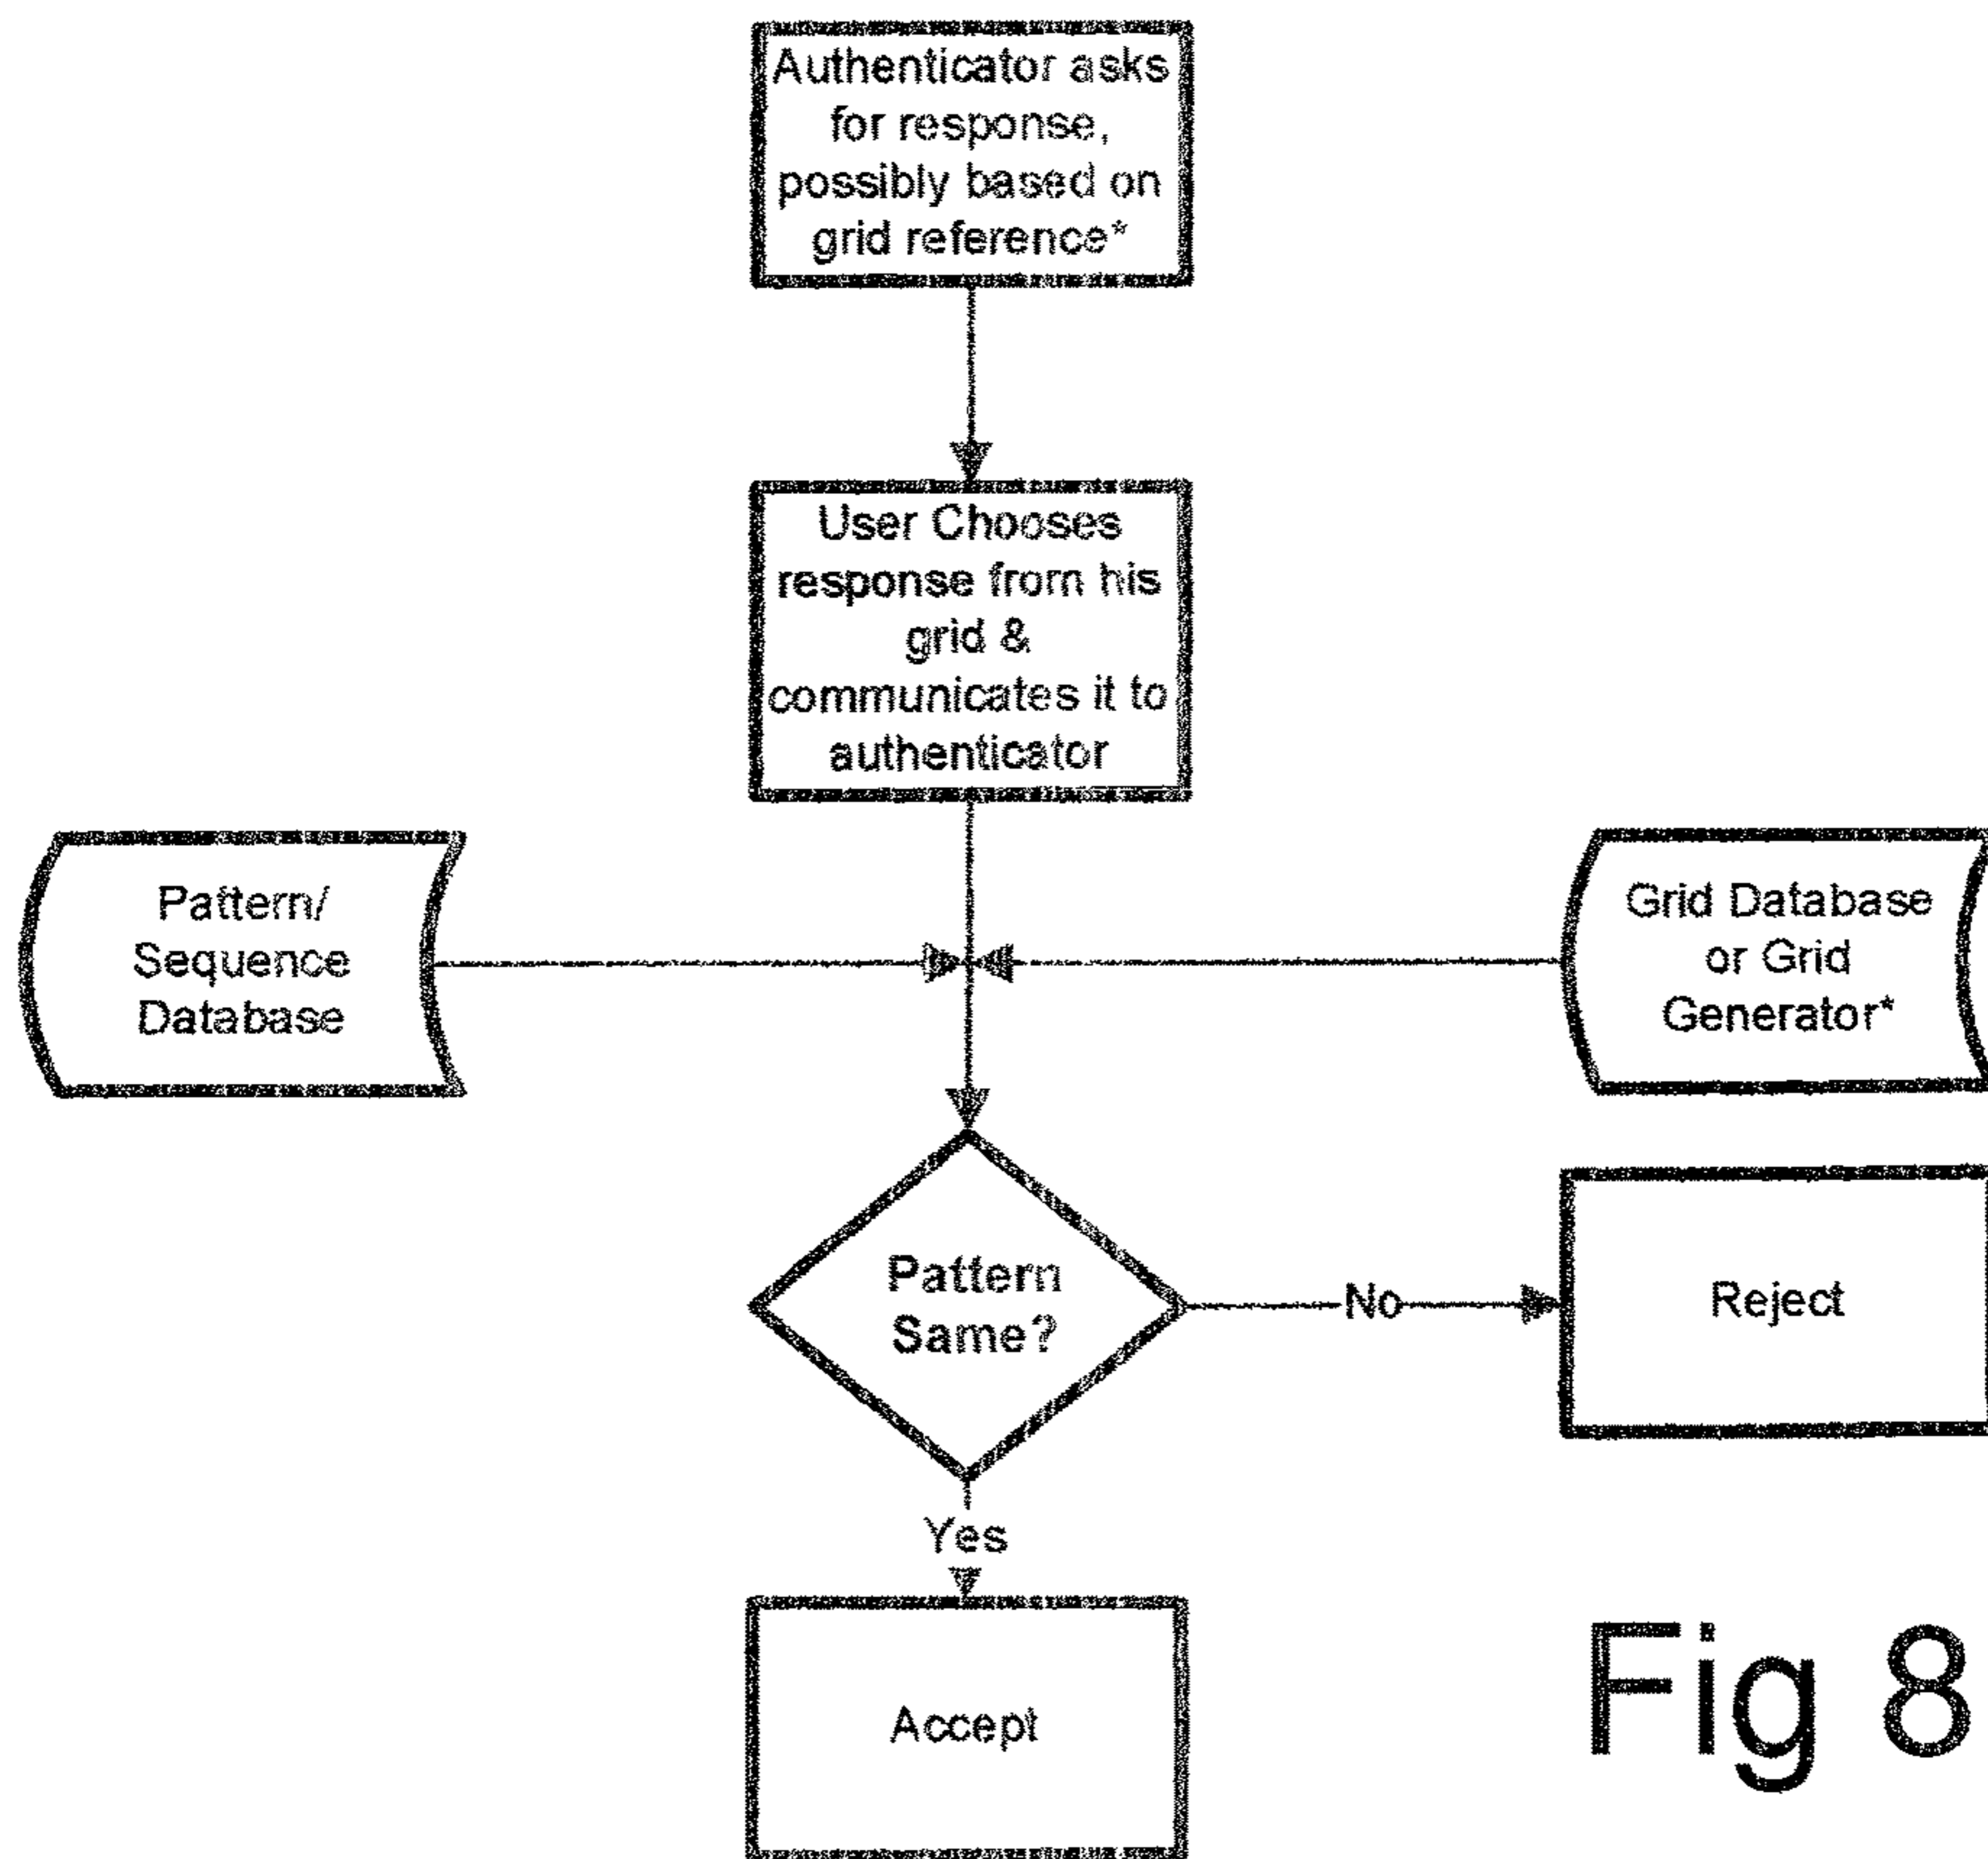 Authenticator asks
for response,
possibly based on
grid reference*
User Chooses
response from his
grid &
communicates it to
authenticator
Pattern/
Sequence
Database
Grid Database
or Grid
Generator*
Pattern
Same?
No
Reject
Yes
Accept
Fig 8